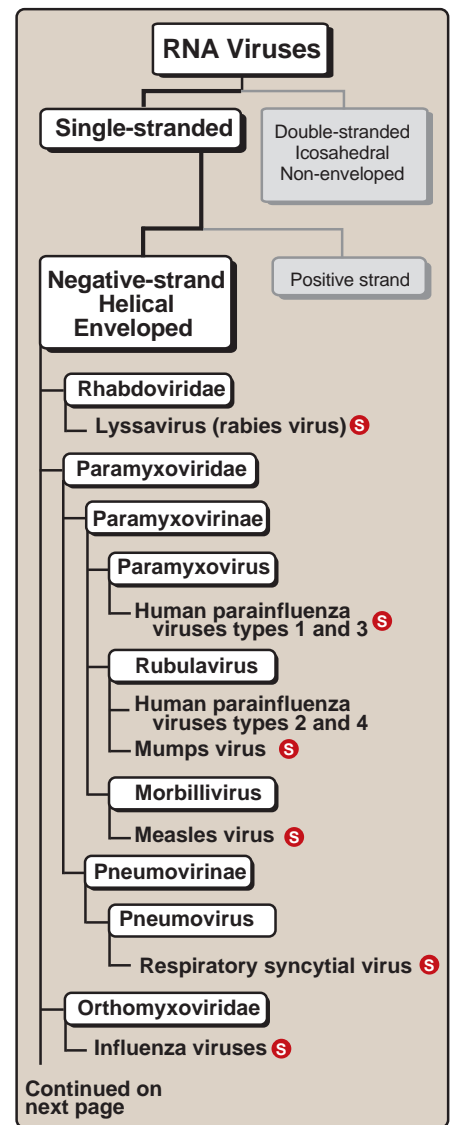 RNA Viruses
Single-stranded
Double-stranded
Icosahedral
Non-enveloped
Negative-strand
Helical
Enveloped
Positive strand
Rhabdoviridae
Lyssavirus (rabies virus) S
Paramyxoviridae
Paramyxovirinae
Paramyxovirus
Human parainfluenza
viruses types 1 and 3 S
Rubulavirus
Human parainfluenza
viruses types 2 and 4
Mumps virus S
Morbillivirus
Measles virus S
Pneumovirinae
Pneumovirus
Respiratory syncytial virus S
Orthomyxoviridae
Influenza viruses S
Continued on
next page